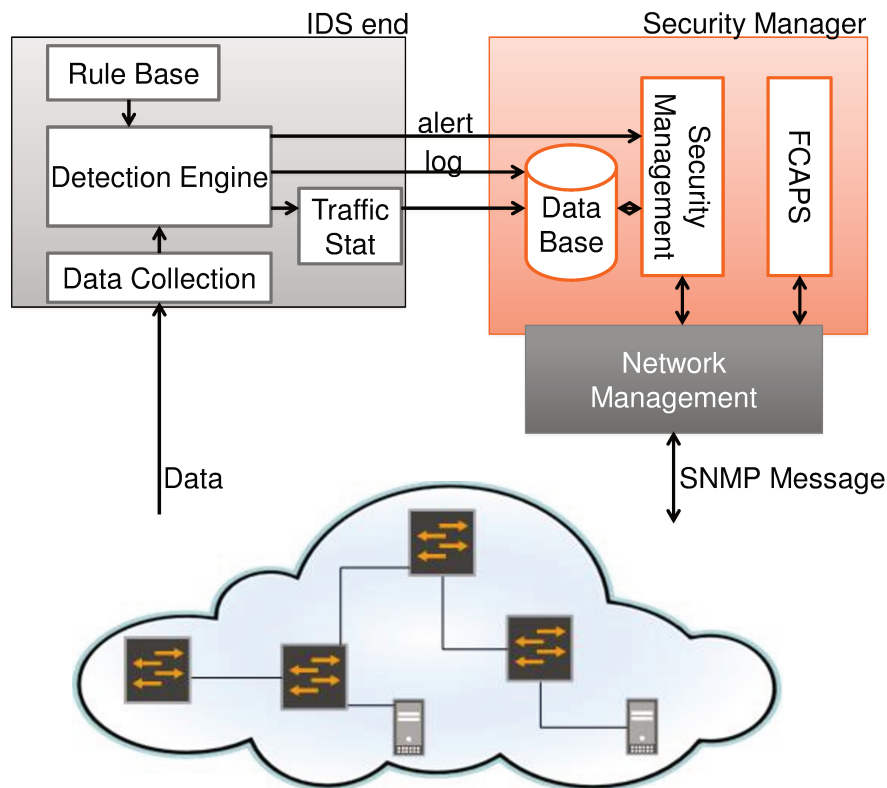 IDS end
Security Manager
Rule Base
Detection Engine
Data Collection
Traffic
Stat
alert
log
Data
Base
Security
Management
FCAPS
Network
Management
Data
SNMP Message